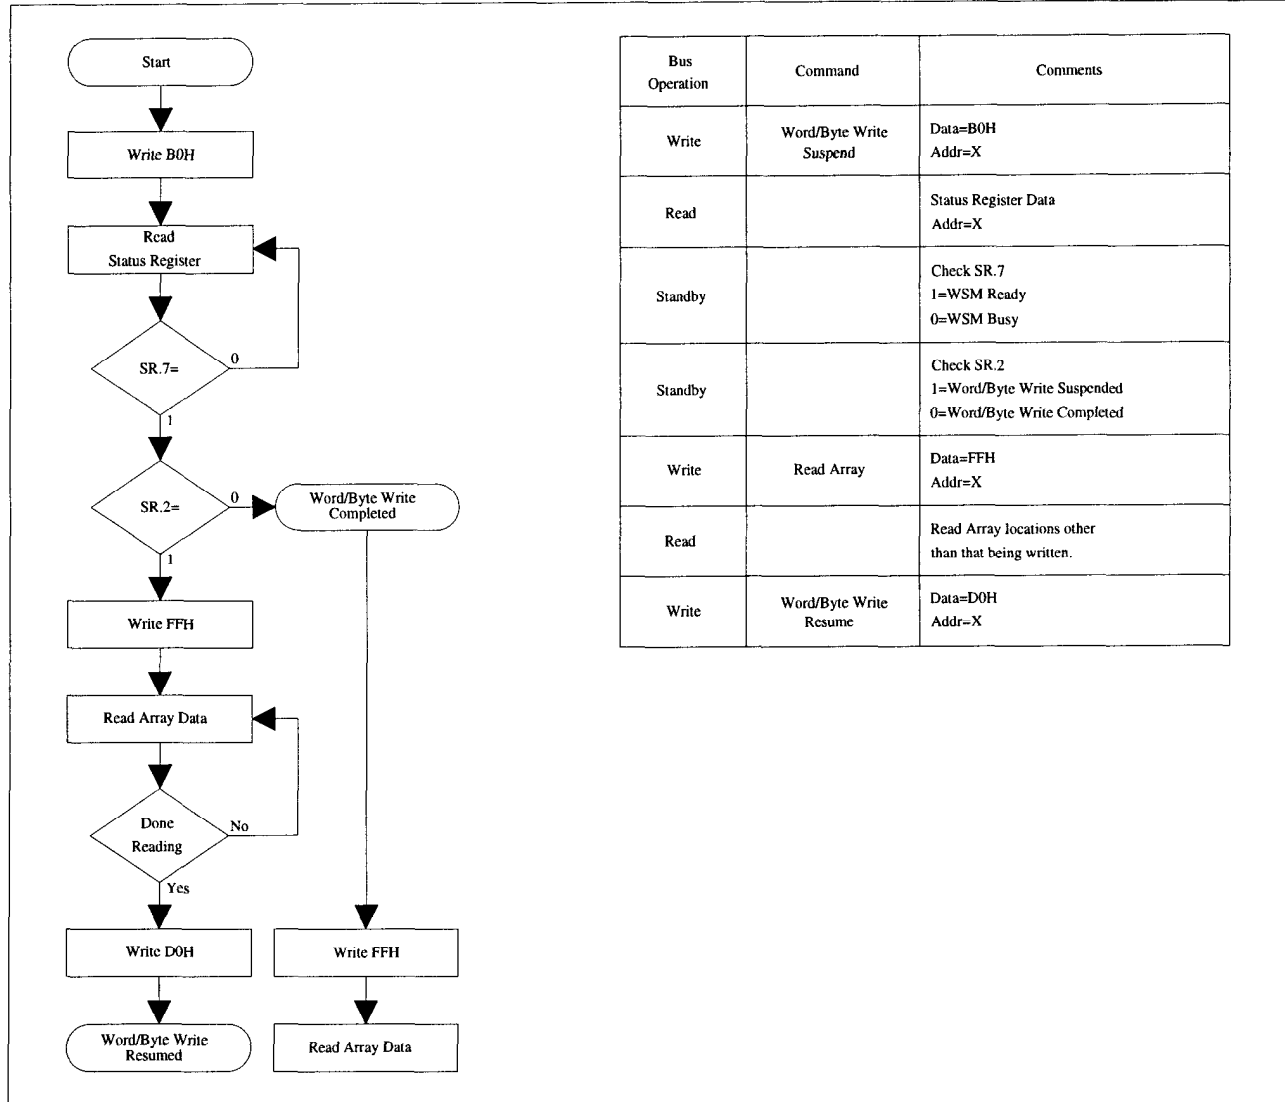 Start
Write B0H
Read
Status Register
SR.7=
0
1
SR.2=
0
Word/Byte Write
Completed
1
Write FFH
Read Array Data
Done
Reading
No
Yes
Write D0H
Write FFH
Word/Byte Write
Resumed
Read Array Data
Bus
Operation
Command
Comments
Write
Word/Byte Write
Suspend
Data=B0H
Addr=X
Read
Status Register Data
Addr=X
Standby
Check SR.7
1=WSM Ready
0=WSM Busy
Standby
Check SR.2
1=Word/Byte Write Suspended
0=Word/Byte Write Completed
Write
Read Array
Data=FFH
Addr=X
Read
Read Array locations other
than that being written.
Write
Word/Byte Write
Resume
Data=D0H
Addr=X